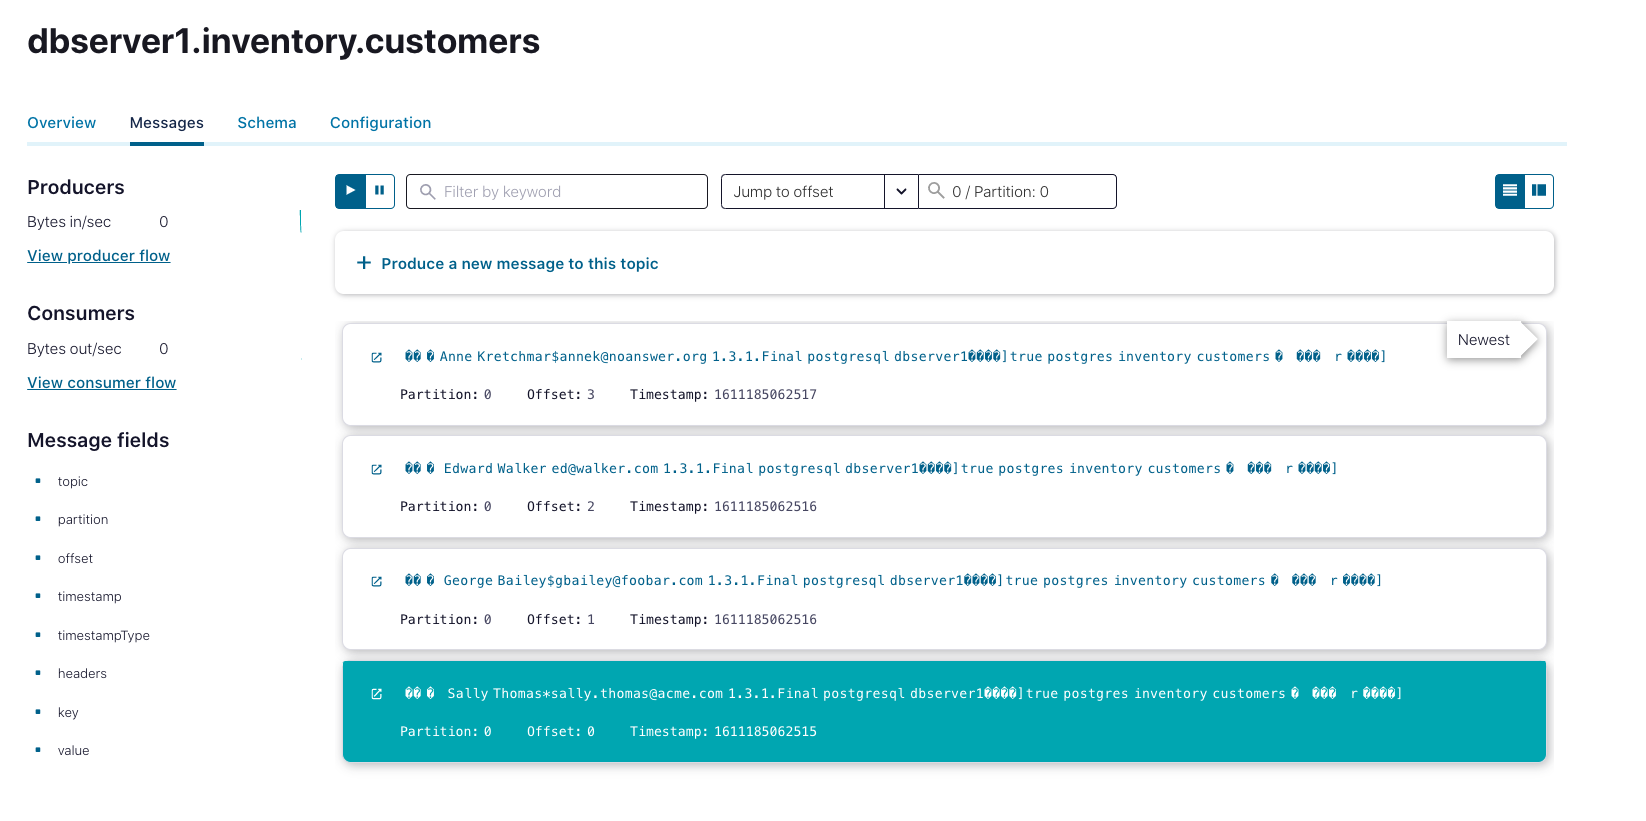 dbserver1.inventory.customers
Overview Messages Schema Configuration
Producers
Bytes in/sec 0
View producer flow
Consumers
Bytes out/sec 0
View consumer flow
Message fields
topic
partition
offset
timestamp
timestampType
headers
key
value
Filter by keyword
Jump to offset
0 / Partition: 0
+ Produce a new message to this topic
Newest
�� � Anne Kretchmar$annek@noanswer.org 1.3.1.Final postgresql dbserver1����]true postgres inventory customers � ��� r ����]
Partition: 0 Offset: 3 Timestamp: 1611185062517
�� � Edward Walker ed@walker.com 1.3.1.Final postgresql dbserver1����]true postgres inventory customers � ��� r ����]
Partition: 0 Offset: 2 Timestamp: 1611185062516
�� � George Bailey$gbailey@foobar.com 1.3.1.Final postgresql dbserver1����]true postgres inventory customers � ��� r ����]
Partition: 0 Offset: 1 Timestamp: 1611185062516
�� � Sally Thomas*sally.thomas@acme.com 1.3.1.Final postgresql dbserver1����]true postgres inventory customers � ��� r ����]
Partition: 0 Offset: 0 Timestamp: 1611185062515